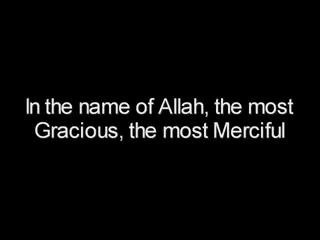 In the name of Allah, the most
Gracious, the most Merciful